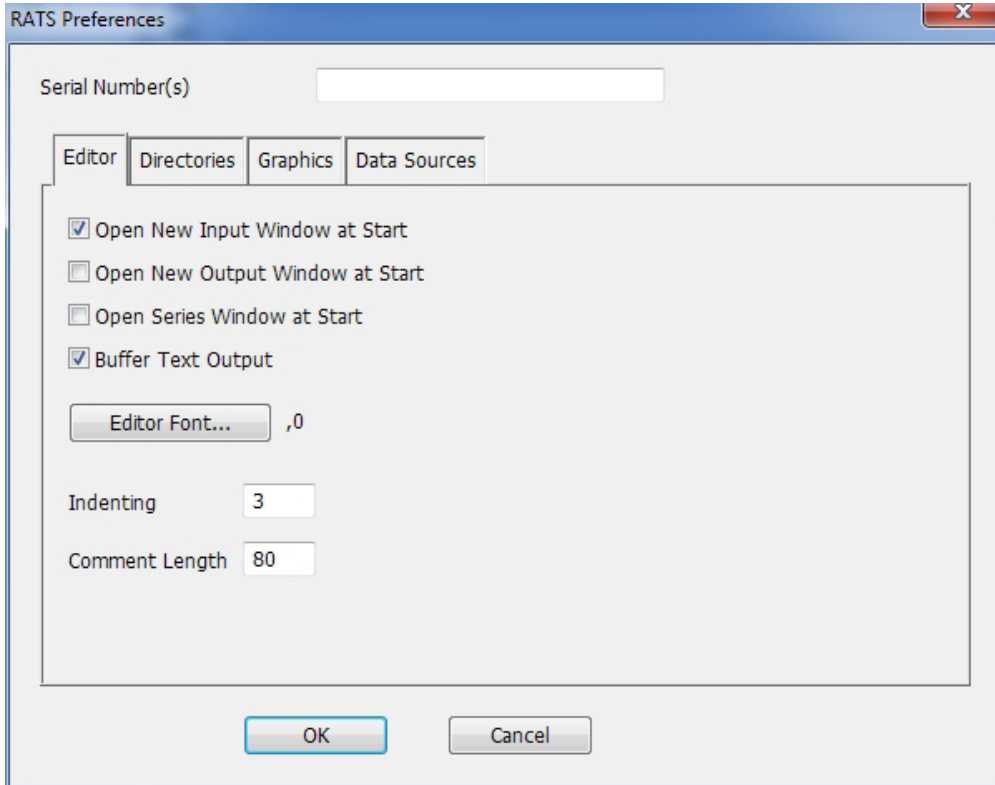 RATS Preferences
X
Serial Number(s)
Editor Directories Graphics Data Sources
Open New Input Window at Start
Open New Output Window at Start
Open Series Window at Start
Buffer Text Output
Editor Font... ,0
Indenting 3
Comment Length 80
OK Cancel